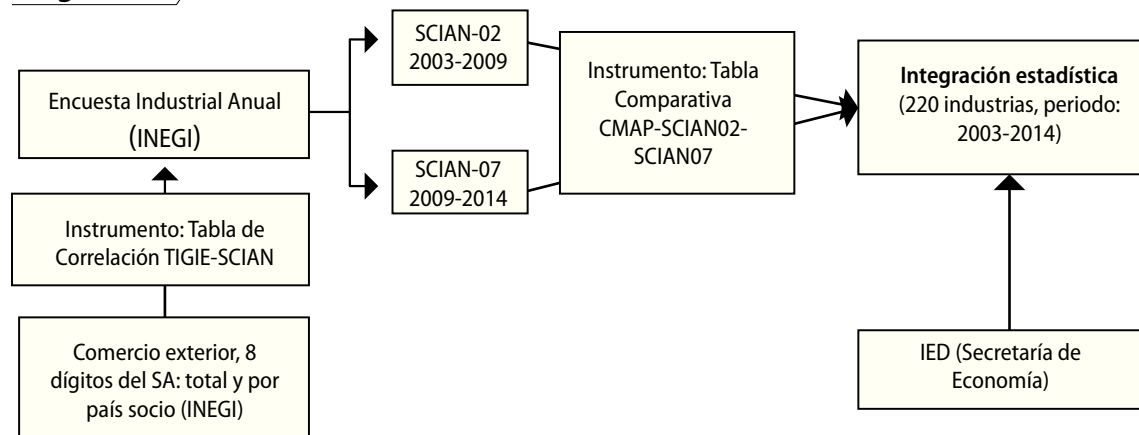 SCIAN-02
2003-2009
Encuesta Industrial Anual
(INEGI)
SCIAN-07
2009-2014
Instrumento: Tabla
Comparativa
CMAP-SCIAN02-
SCIAN07
Integración estadística
(220 industrias, periodo:
2003-2014)
Instrumento: Tabla de
Correlación TIGIE-SCIAN
Comercio exterior, 8
dígitos del SA: total y por
país socio (INEGI)
IED (Secretaría de
Economía)